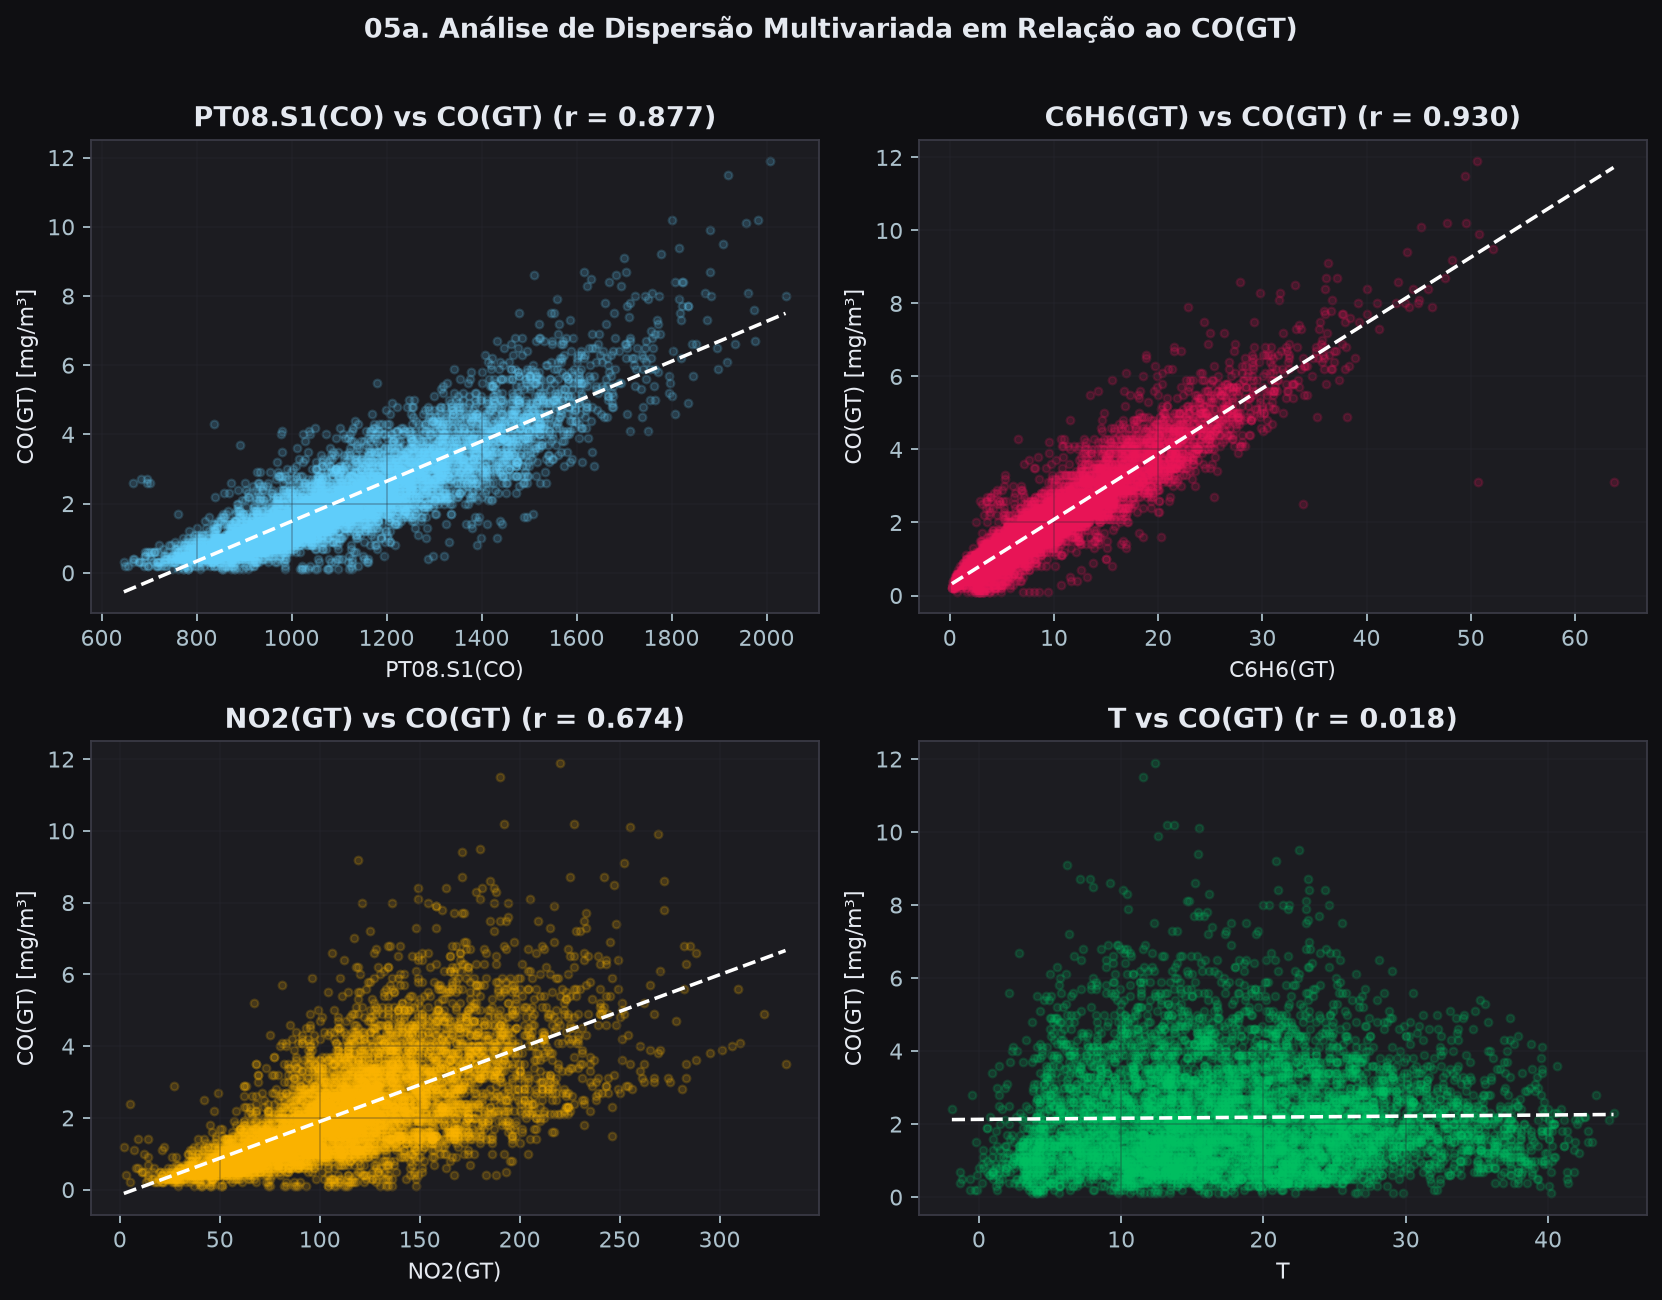 05a. Análise de Dispersão Multivariada em Relação ao CO(GT)
PT08.S1(CO) vs CO(GT) (r = 0.877)
12
10
8
6
4
2
0
CO(GT) [mg/m³]
600 800 1000 1200 1400 1600 1800 2000
PT08.S1(CO)
C6H6(GT) vs CO(GT) (r = 0.930)
12
10
8
6
4
2
0
CO(GT) [mg/m³]
0 10 20 30 40 50 60
C6H6(GT)
NO2(GT) vs CO(GT) (r = 0.674)
12
10
8
6
4
2
0
CO(GT) [mg/m³]
0 50 100 150 200 250 300
NO2(GT)
T vs CO(GT) (r = 0.018)
12
10
8
6
4
2
0
CO(GT) [mg/m³]
0 10 20 30 40
T